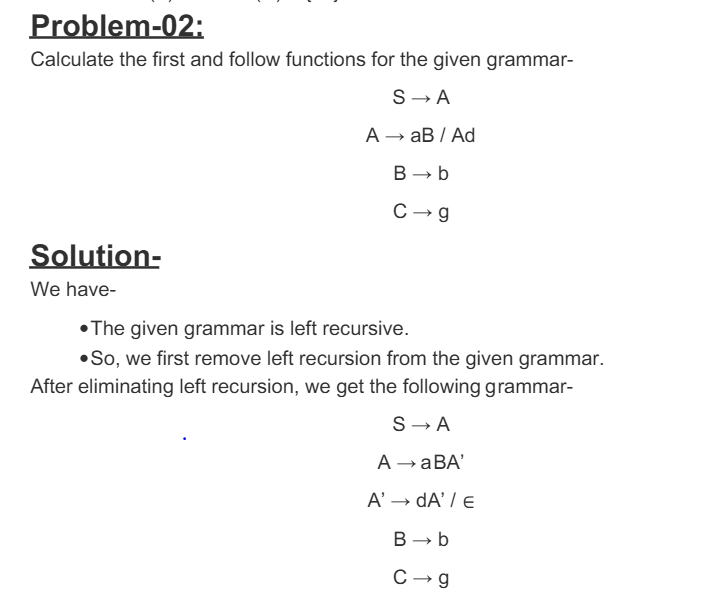 Problem-02:
Calculate the first and follow functions for the given grammar-
S → A
A → aB / Ad
B → b
C → g
Solution-
We have-
•The given grammar is left recursive.
•So, we first remove left recursion from the given grammar.
After eliminating left recursion, we get the following grammar-
S → A
A → aBA’
A’ → dA’ / ∈
B → b
C → g